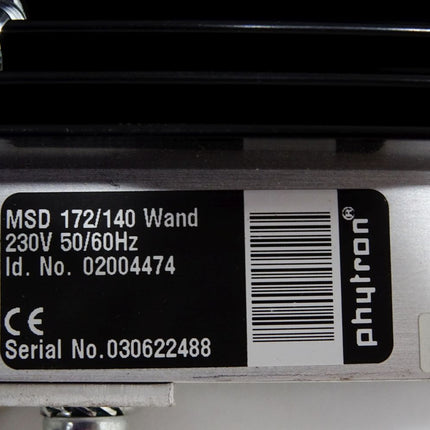 MSD 172/140 Wand
230V 50/60Hz
Id. No. 02004474
CE
Serial No.030622488
phytron®